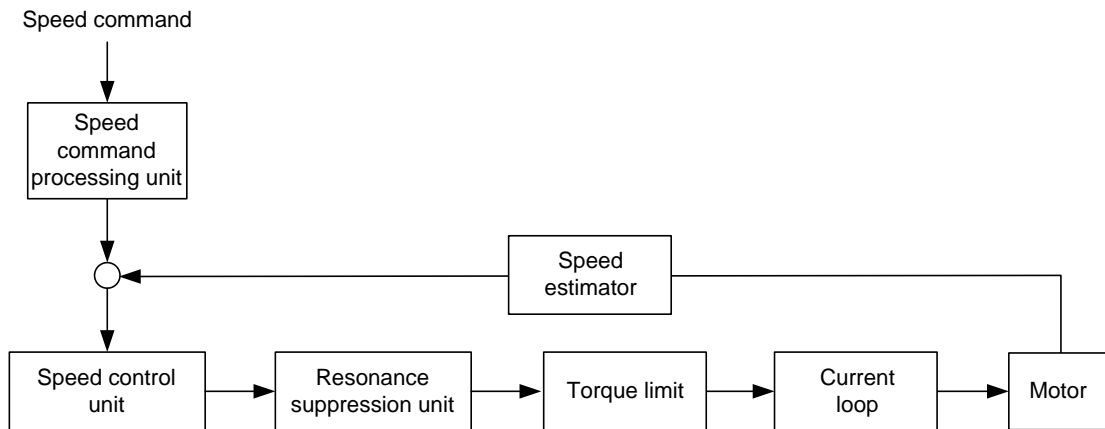 Speed command
Speed
command
processing unit
Speed
estimator
Speed control
unit
Resonance
suppression unit
Torque limit
Current
loop
Motor